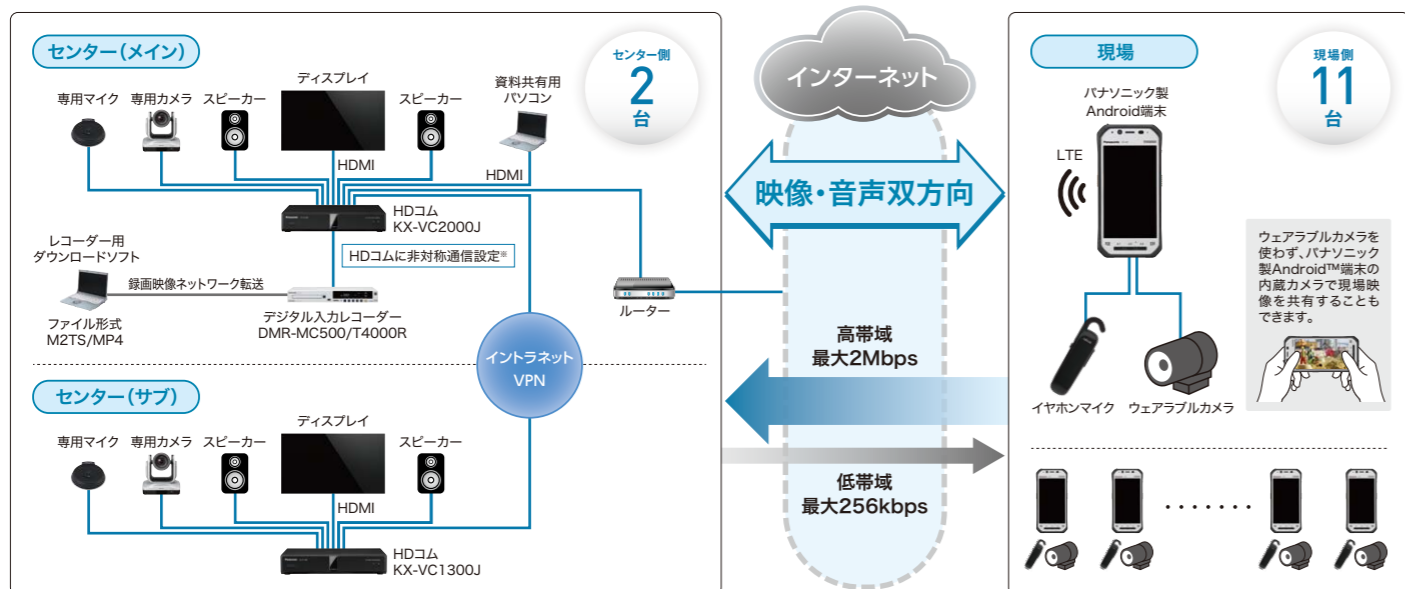 センター(メイン)
センター側
2
台
専用マイク
専用カメラ
スピーカー
ディスプレイ
スピーカー
資料共有用
パソコン
HDMI
HDMI
HDコム
KX-VC2000J
HDコムに非対称通信設定※
レコーダー用
ダウンロードソフト
録画映像ネットワーク転送
ファイル形式
M2TS/MP4
デジタル入力レコーダー
DMR-MC500/T4000R
ルーター
イントラネット
VPN
センター(サブ)
専用マイク
専用カメラ
スピーカー
ディスプレイ
スピーカー
HDMI
HDコム
KX-VC1300J
インターネット
映像・音声双方向
高帯域
最大2Mbps
低帯域
最大256kbps
現場
現場側
11
台
パナソニック製
Android端末
LTE
イヤホンマイク
ウェアラブルカメラ
ウェアラブルカメラを
使わず、パナソニック
製Android™端末の
内蔵カメラで現場映
像を共有することも
できます。
・・・・・・・